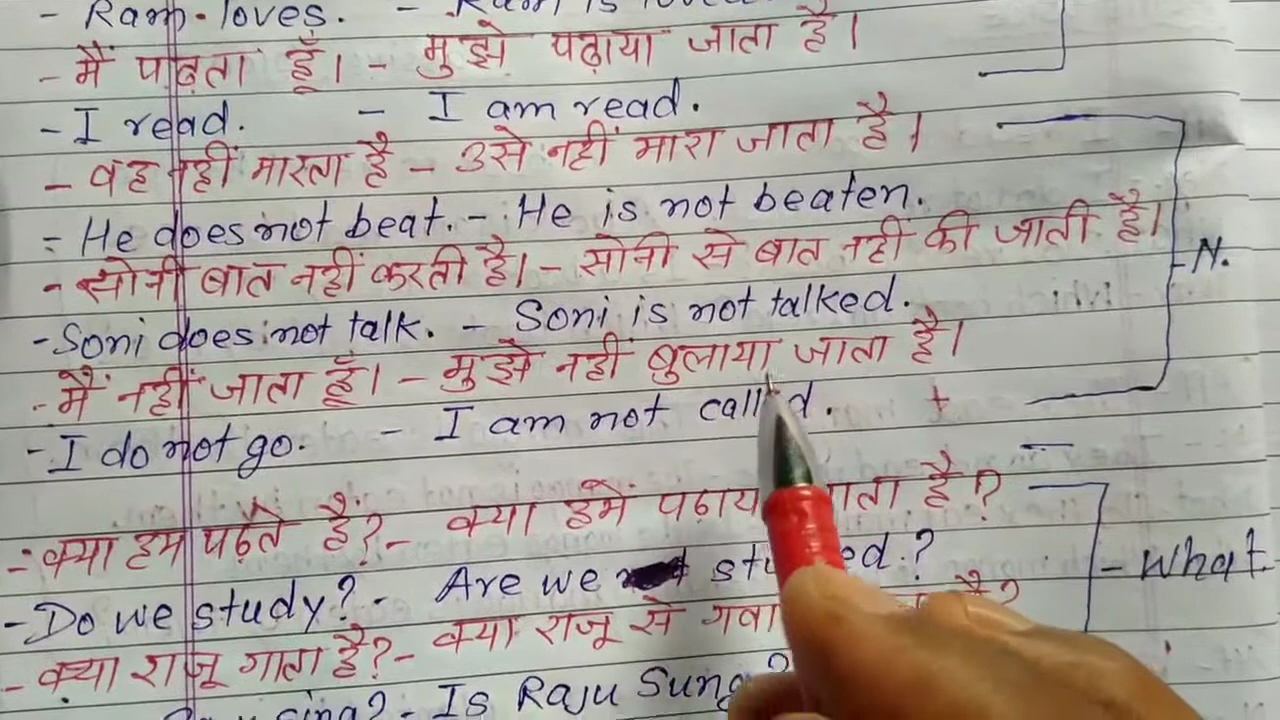 - Ram loves. -
- मैं पढ़ता हूँ। - मुझे पढ़ाया जाता है।
- I read. - I am read.
- वह नहीं मारता है - उसे नहीं मारा जाता है।
- He does not beat. - He is not beaten.
- सोनी बात नहीं करती है। - सोनी से बात नहीं की जाती है।
- N.
- Soni does not talk. - Soni is not talked.
- मैं नहीं जाता हूँ। - मुझे नहीं बुलाया जाता है।
- I do not go. - I am not called. +
- क्या हम पढ़ते हैं? - क्या हमें पढ़ाया जाता है?
- Do we study? - Are we ?
- What
- क्या राजू गाता है? - क्या राजू से है?
sing? - Is Raju Sung?